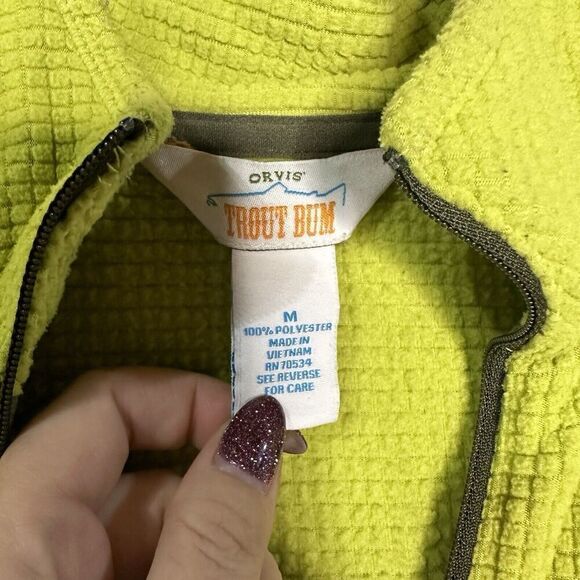 ORVIS
TROUT BUM
M
100% POLYESTER
MADE IN
VIETNAM
RN 70534
SEE REVERSE
FOR CARE